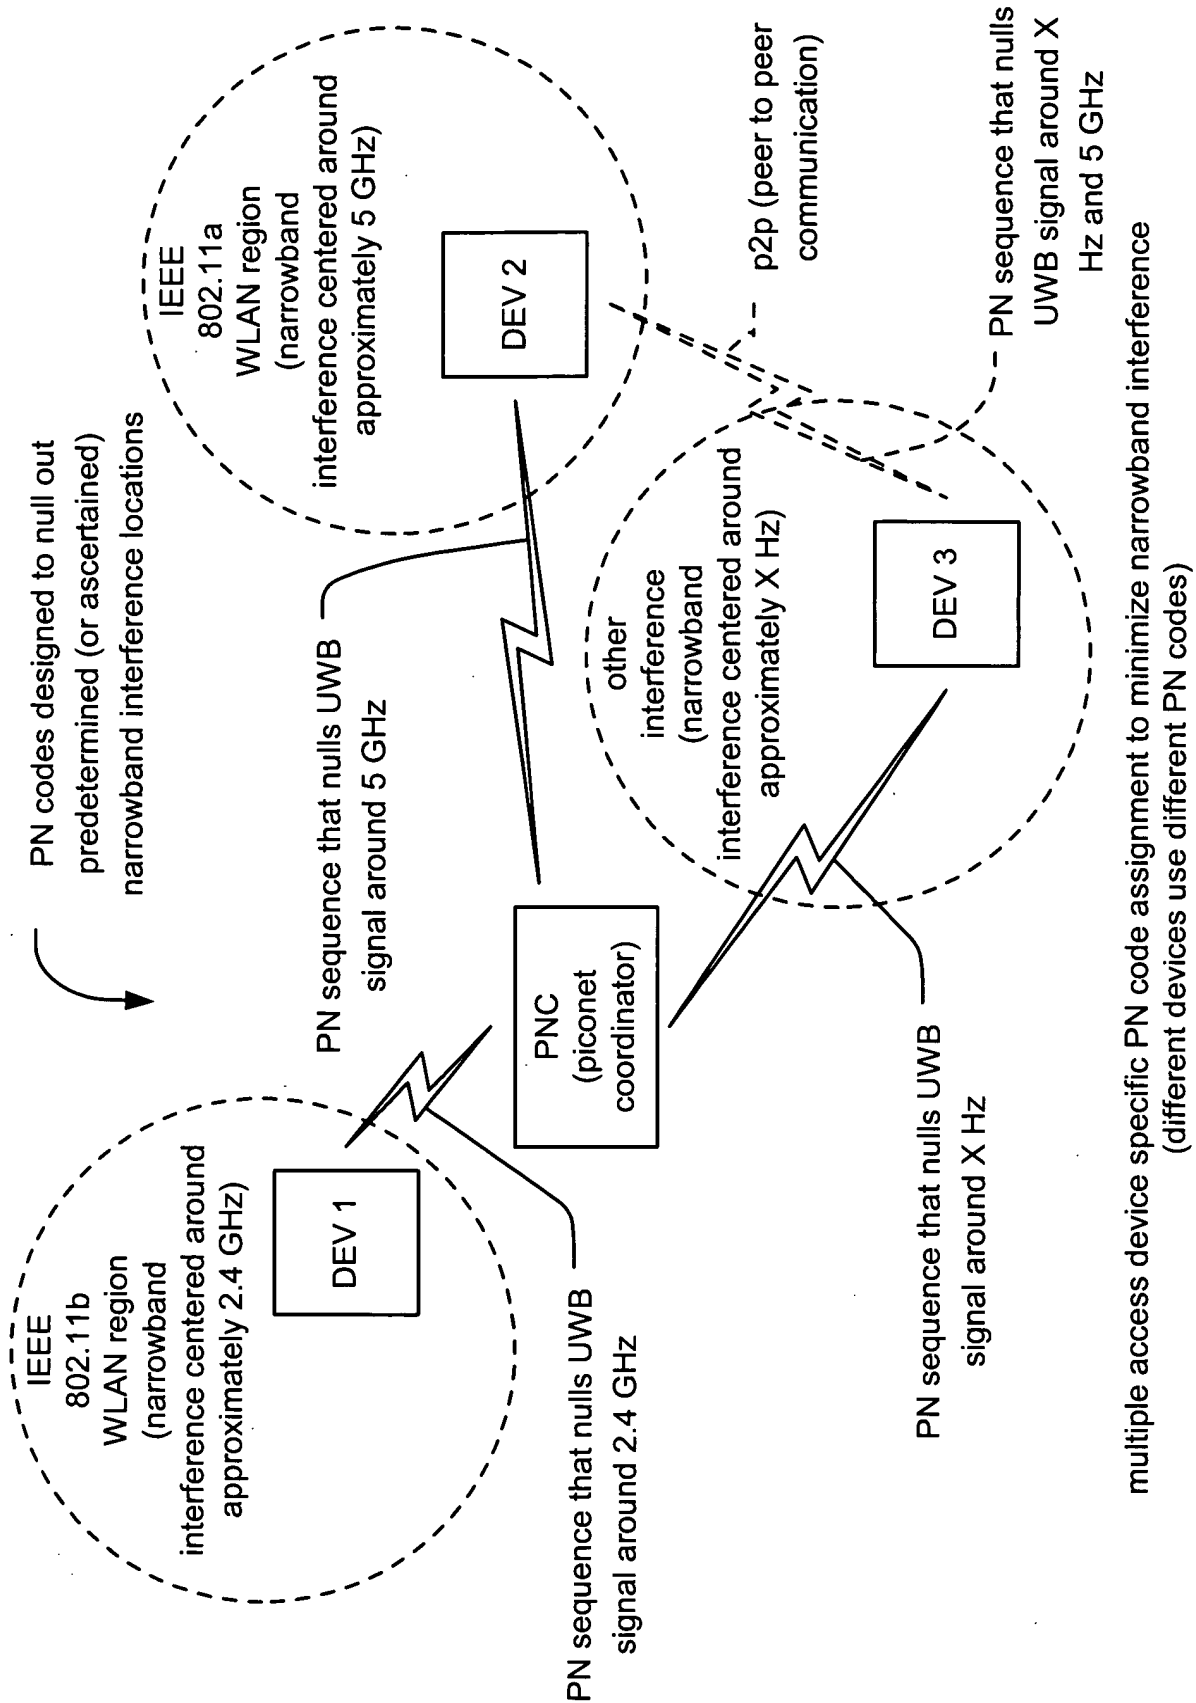 PN codes designed to null out
predetermined (or ascertained)
narrowband interference locations
IEEE
802.11b
WLAN region
(narrowband
interference centered around
approximately 2.4 GHz)
DEV 1
PN sequence that nulls UWB
signal around 5 GHz
IEEE
802.11a
WLAN region
(narrowband
interference centered around
approximately 5 GHz)
DEV 2
PNC
(piconet
coordinator)
PN sequence that nulls UWB
signal around 2.4 GHz
other
interference
(narrowband
interference centered around
approximately X Hz)
DEV 3
p2p (peer to peer
communication)
PN sequence that nulls UWB
signal around X Hz
PN sequence that nulls
UWB signal around X
Hz and 5 GHz
multiple access device specific PN code assignment to minimize narrowband interference
(different devices use different PN codes)